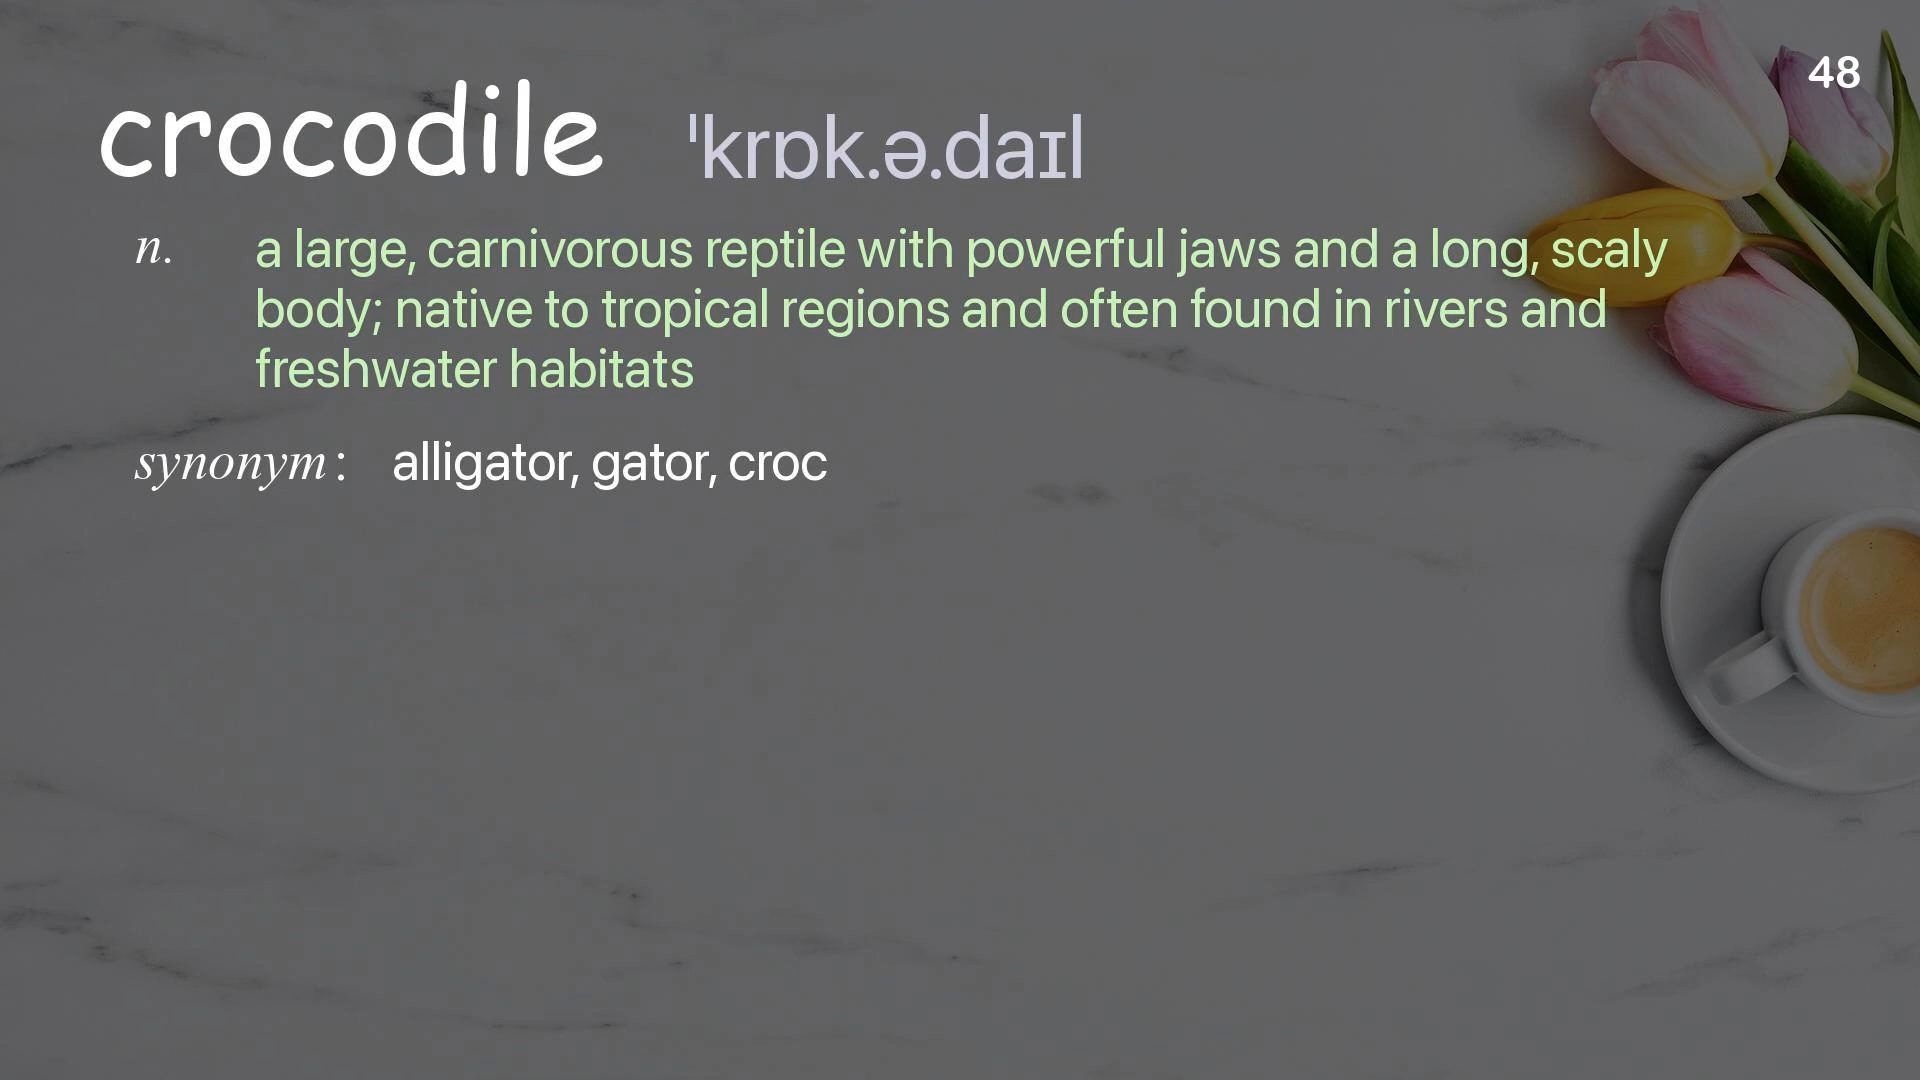 48
crocodile ˈkrɒk.ə.daɪl
n. a large, carnivorous reptile with powerful jaws and a long, scaly
body; native to tropical regions and often found in rivers and
freshwater habitats
synonym: alligator, gator, croc